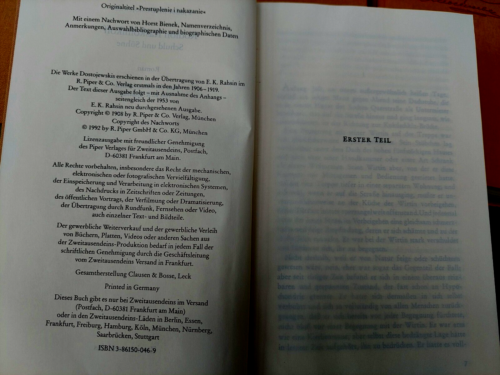 Originaltitel »Prestuplenie i nakazanie«
Mit einem Nachwort von Horst Bienek, Namenverzeichnis,
Anmerkungen, Auswahlbibliographie und biographischen Daten
Die Werke Dostojewskis erschienen in der Übertragung von E. K. Rahsin im
R. Piper & Co. Verlag erstmals in den Jahren 1906–1919.
Der Text dieser Ausgabe folgt – mit Ausnahme des Anhangs –
seitengleich der 1953 von
E. K. Rahsin neu durchgesehenen Ausgabe.
Copyright © 1908 by R. Piper & Co. Verlag, München
Copyright des Nachworts
© 1992 by R. Piper GmbH & Co. KG, München
Lizenzausgabe mit freundlicher Genehmigung
des Piper Verlages für Zweitausendeins, Postfach,
D-60381 Frankfurt am Main.
Alle Rechte vorbehalten, insbesondere das Recht der mechanischen,
elektronischen oder fotografischen Vervielfältigung,
der Einspeicherung und Verarbeitung in elektronischen Systemen,
des Nachdrucks in Zeitschriften oder Zeitungen,
des öffentlichen Vortrags, der Verfilmung oder Dramatisierung,
der Übertragung durch Rundfunk, Fernsehen oder Video,
auch einzelner Text- und Bildteile.
Der gewerbliche Weiterverkauf und der gewerbliche Verleih
von Büchern, Platten, Videos oder anderen Sachen aus
der Zweitausendeins-Produktion bedarf in jedem Fall der
schriftlichen Genehmigung durch die Geschäftsleitung
vom Zweitausendeins Versand in Frankfurt.
Gesamtherstellung Clausen & Bosse, Leck
Printed in Germany
Dieses Buch gibt es nur bei Zweitausendeins im Versand
(Postfach, D-60381 Frankfurt am Main)
oder in den Zweitausendeins-Läden in Berlin, Essen,
Frankfurt, Freiburg, Hamburg, Köln, München, Nürnberg,
Saarbrücken, Stuttgart
ISBN 3-86150-046-9
ERSTER TEIL